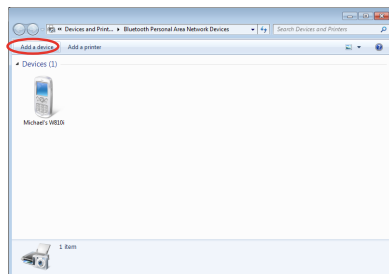 Devices and Print... Bluetooth Personal Area Network Devices Search Devices and Printers
Add a device Add a printer
Devices (1)
Michael's W810i
1 item